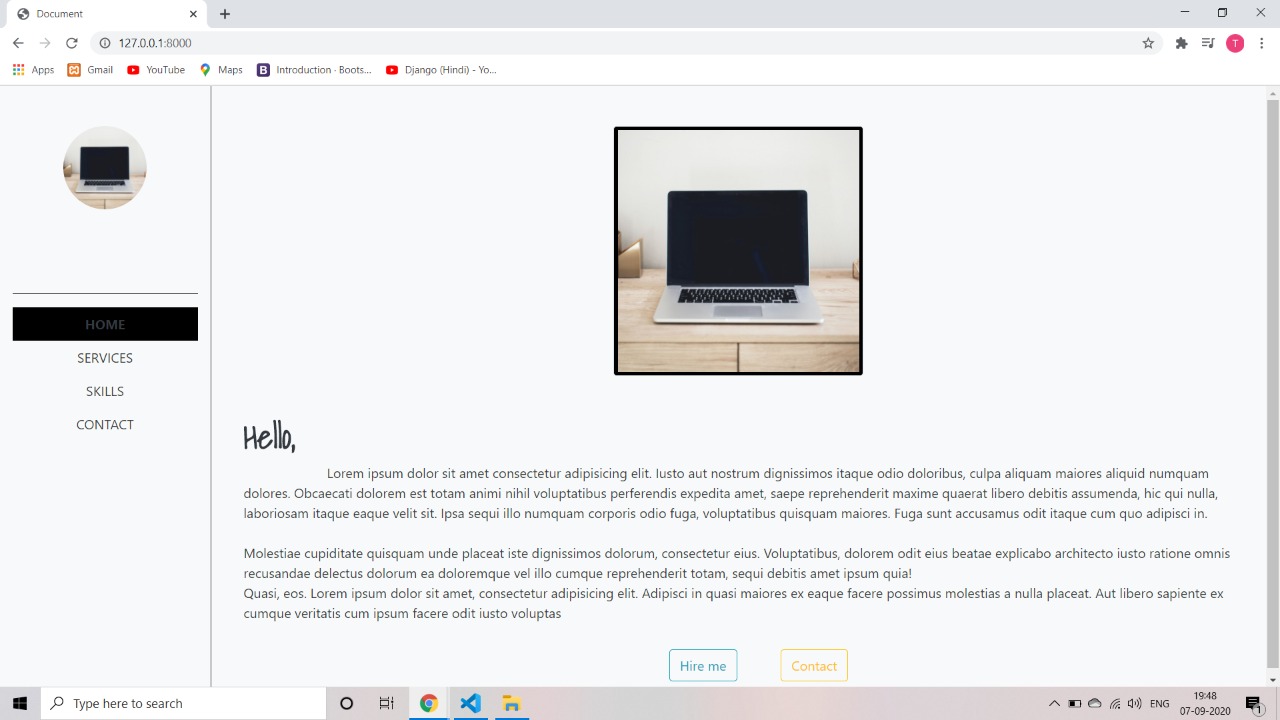 Document
127.0.0.1:8000
T
Apps Gmail YouTube Maps Introduction · Boots... Django (Hindi) - Yo...
HOME
SERVICES
SKILLS
CONTACT
Hello,
Lorem ipsum dolor sit amet consectetur adipisicing elit. Iusto aut nostrum dignissimos itaque odio doloribus, culpa aliquam maiores aliquid numquam
dolores. Obcaecati dolorem est totam animi nihil voluptatibus perferendis expedita amet, saepe reprehenderit maxime quaerat libero debitis assumenda, hic qui nulla,
laboriosam itaque eaque velit sit. Ipsa sequi illo numquam corporis odio fuga, voluptatibus quisquam maiores. Fuga sunt accusamus odit itaque cum quo adipisci in.
Molestiae cupiditate quisquam unde placeat iste dignissimos dolorum, consectetur eius. Voluptatibus, dolorem odit eius beatae explicabo architecto iusto ratione omnis
recusandae delectus dolorum ea doloremque vel illo cumque reprehenderit totam, sequi debitis amet ipsum quia!
Quasi, eos. Lorem ipsum dolor sit amet, consectetur adipisicing elit. Adipisci in quasi maiores ex eaque facere possimus molestias a nulla placeat. Aut libero sapiente ex
cumque veritatis cum ipsum facere odit iusto voluptas
Hire me Contact
Type here to search
ENG
19:48
07-09-2020
1